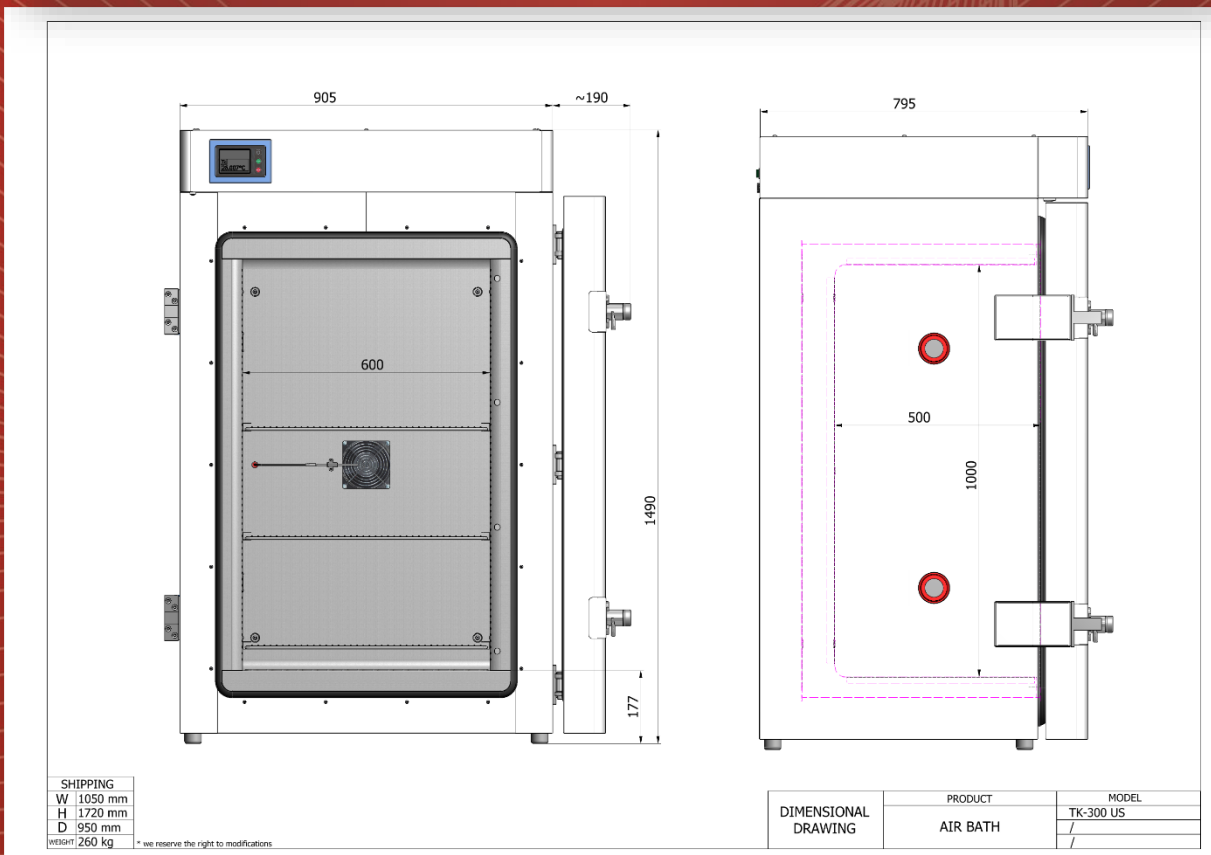 905
~190
795
600
500
1000
1490
177
SHIPPING
W 1050 mm
H 1720 mm
D 950 mm
WEIGHT 260 kg
* we reserve the right to modifications
DIMENSIONAL
DRAWING
PRODUCT
AIR BATH
MODEL
TK-300 US
/
/